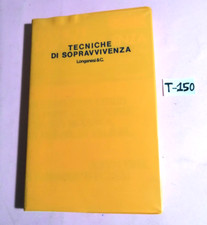 TECNICHE
DI SOPRAVVIVENZA
Longanesi & C.
T-150